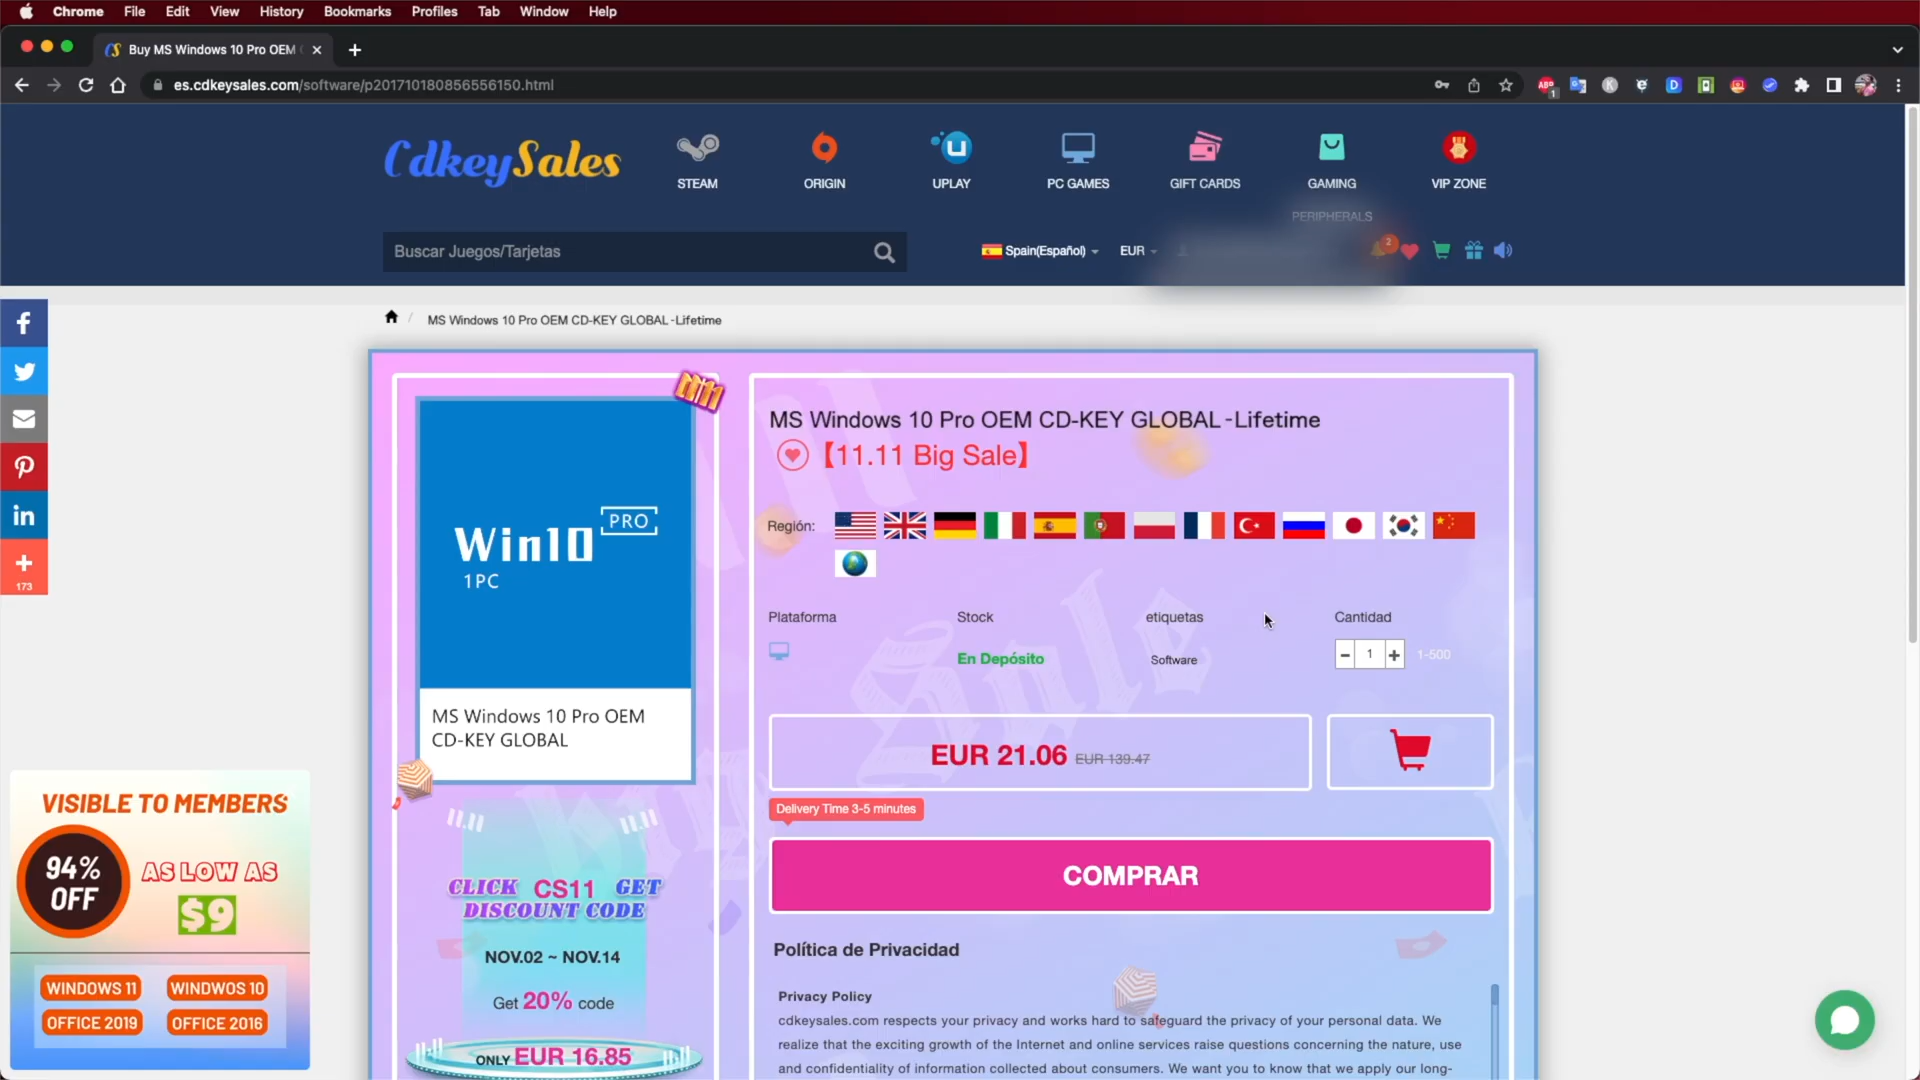 Chrome File Edit View History Bookmarks Profiles Tab Window Help
Buy MS Windows 10 Pro OEM
es.cdkeysales.com/software/p201710180856556150.html
ABP
1
K
D
CdkeySales
STEAM
ORIGIN
UPLAY
PC GAMES
GIFT CARDS
GAMING
PERIPHERALS
VIP ZONE
Buscar Juegos/Tarjetas
Spain(Español)
EUR
2
/ MS Windows 10 Pro OEM CD-KEY GLOBAL -Lifetime
173
Win10 PRO
1PC
MS Windows 10 Pro OEM
CD-KEY GLOBAL
CLICK CS11 GET
DISCOUNT CODE
NOV.02 ~ NOV.14
Get 20% code
ONLY EUR 16.85
MS Windows 10 Pro OEM CD-KEY GLOBAL -Lifetime
【11.11 Big Sale】
Región:
Plataforma
Stock
En Depósito
etiquetas
Software
Cantidad
− 1 + 1-500
EUR 21.06 EUR 139.47
Delivery Time 3-5 minutes
COMPRAR
Política de Privacidad
Privacy Policy
cdkeysales.com respects your privacy and works hard to safeguard the privacy of your personal data. We
realize that the exciting growth of the Internet and online services raise questions concerning the nature, use
and confidentiality of information collected about consumers. We want you to know that we apply our long-
VISIBLE TO MEMBERS
94%
OFF
AS LOW AS
$9
WINDOWS 11
WINDWOS 10
OFFICE 2019
OFFICE 2016